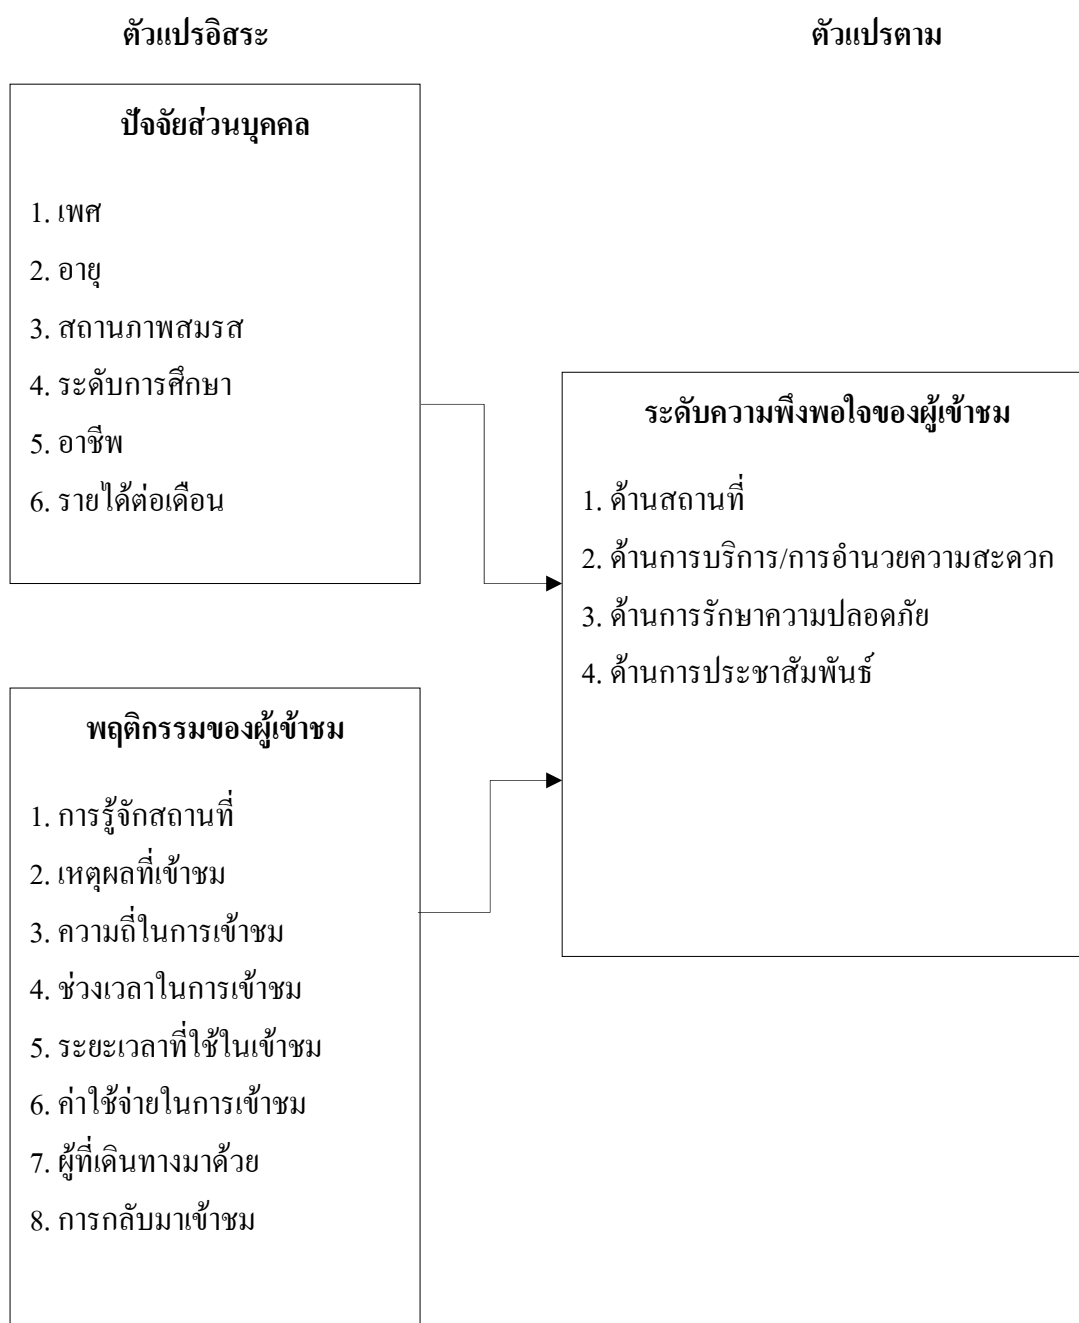 ตัวแปรอิสระ
ตัวแปรตาม
ปัจจัยส่วนบุคคล
1. เพศ
2. อายุ
3. สถานภาพสมรส
4. ระดับการศึกษา
5. อาชีพ
6. รายได้ต่อเดือน
ระดับความพึงพอใจของผู้เข้าชม
1. ด้านสถานที่
2. ด้านการบริการ/การอำนวยความสะดวก
3. ด้านการรักษาความปลอดภัย
4. ด้านการประชาสัมพันธ์
พฤติกรรมของผู้เข้าชม
1. การรู้จักสถานที่
2. เหตุผลที่เข้าชม
3. ความถี่ในการเข้าชม
4. ช่วงเวลาในการเข้าชม
5. ระยะเวลาที่ใช้ในเข้าชม
6. ค่าใช้จ่ายในการเข้าชม
7. ผู้ที่เดินทางมาด้วย
8. การกลับมาเข้าชม